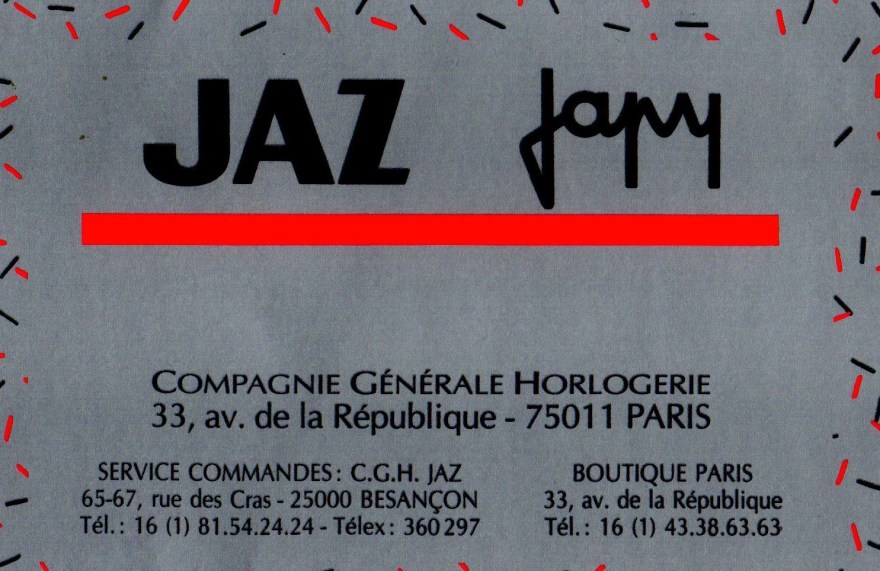 JAZ japy
COMPAGNIE GÉNÉRALE HORLOGERIE
33, av. de la République - 75011 PARIS
SERVICE COMMANDES : C.G.H. JAZ
65-67, rue des Cras - 25000 BESANÇON
Tél. : 16 (1) 81.54.24.24 - Télex : 360 297
BOUTIQUE PARIS
33, av. de la République
Tél. : 16 (1) 43.38.63.63